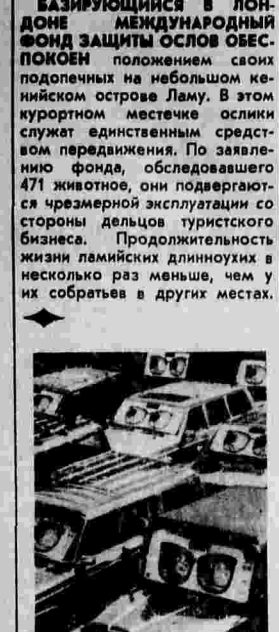 БАЗИРУЮЩИЙСЯ В ЛОН-
ДОНЕ МЕЖДУНАРОДНЫЙ
ФОНД ЗАЩИТЫ ОСЛОВ ОБЕС-
ПОКОЕН положением своих
подопечных на небольшом ке-
нийском острове Ламу. В этом
курортном местечке ослики
служат единственным средст-
вом передвижения. По заявле-
нию фонда, обследовавшего
471 животное, они подвергают-
ся чрезмерной эксплуатации со
стороны дельцов туристского
бизнеса. Продолжительность
жизни ламийских длинноухих в
несколько раз меньше, чем у
их собратьев в других местах.